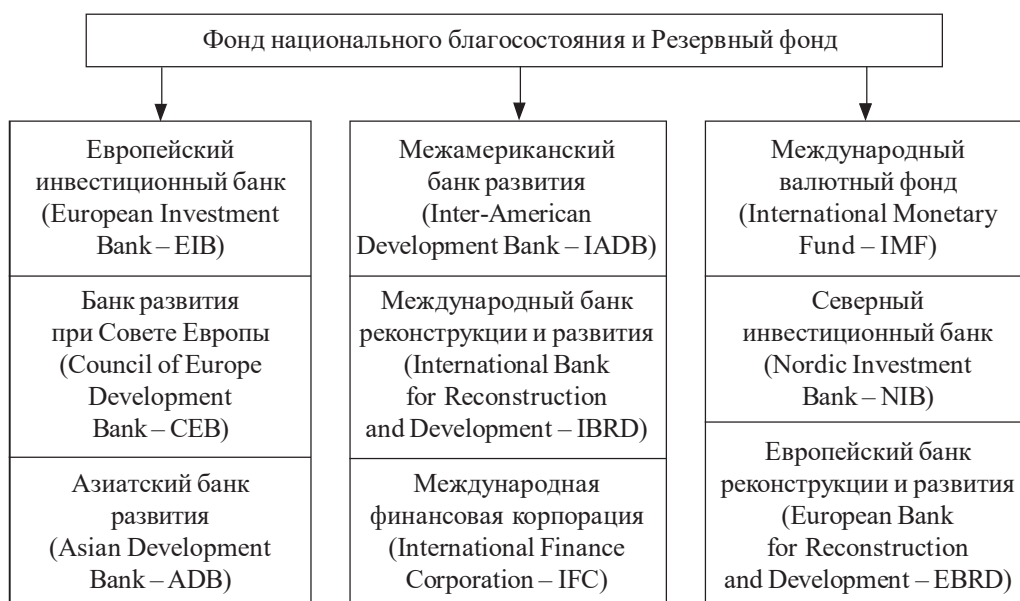 Фонд национального благосостояния и Резервный фонд
Европейский
инвестиционный банк
(European Investment
Bank – EIB)
Банк развития
при Совете Европы
(Council of Europe
Development
Bank – CEB)
Азиатский банк
развития
(Asian Development
Bank – ADB)
Межамериканский
банк развития
(Inter-American
Development Bank – IADB)
Международный банк
реконструкции и развития
(International Bank
for Reconstruction
and Development – IBRD)
Международная
финансовая корпорация
(International Finance
Corporation – IFC)
Международный
валютный фонд
(International Monetary
Fund – IMF)
Северный
инвестиционный банк
(Nordic Investment
Bank – NIB)
Европейский банк
реконструкции и развития
(European Bank
for Reconstruction
and Development – EBRD)